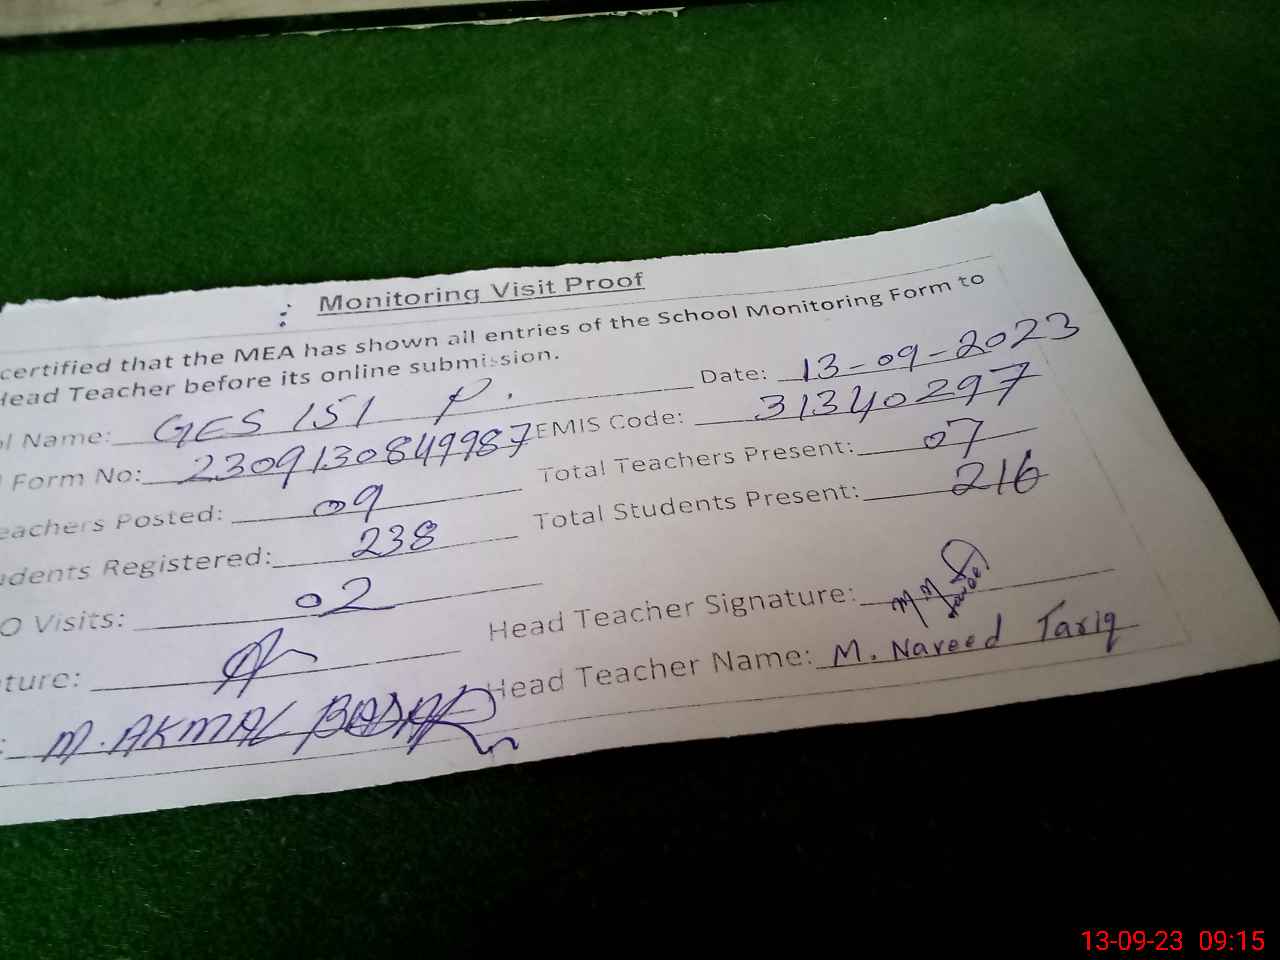 Monitoring Visit Proof
certified that the MEA has shown all entries of the School Monitoring Form to
Head Teacher before its online submission.
l Name: GES 151 P. Date: 13-09-2023
Form No: 2309130849987 EMIS Code: 31340297
eachers Posted: 09 Total Teachers Present: 07
udents Registered: 238 Total Students Present: 216
O Visits: 02
ture: Head Teacher Signature:
: M. AKMAL Head Teacher Name: M. Naveed Tariq
13-09-23 09:15